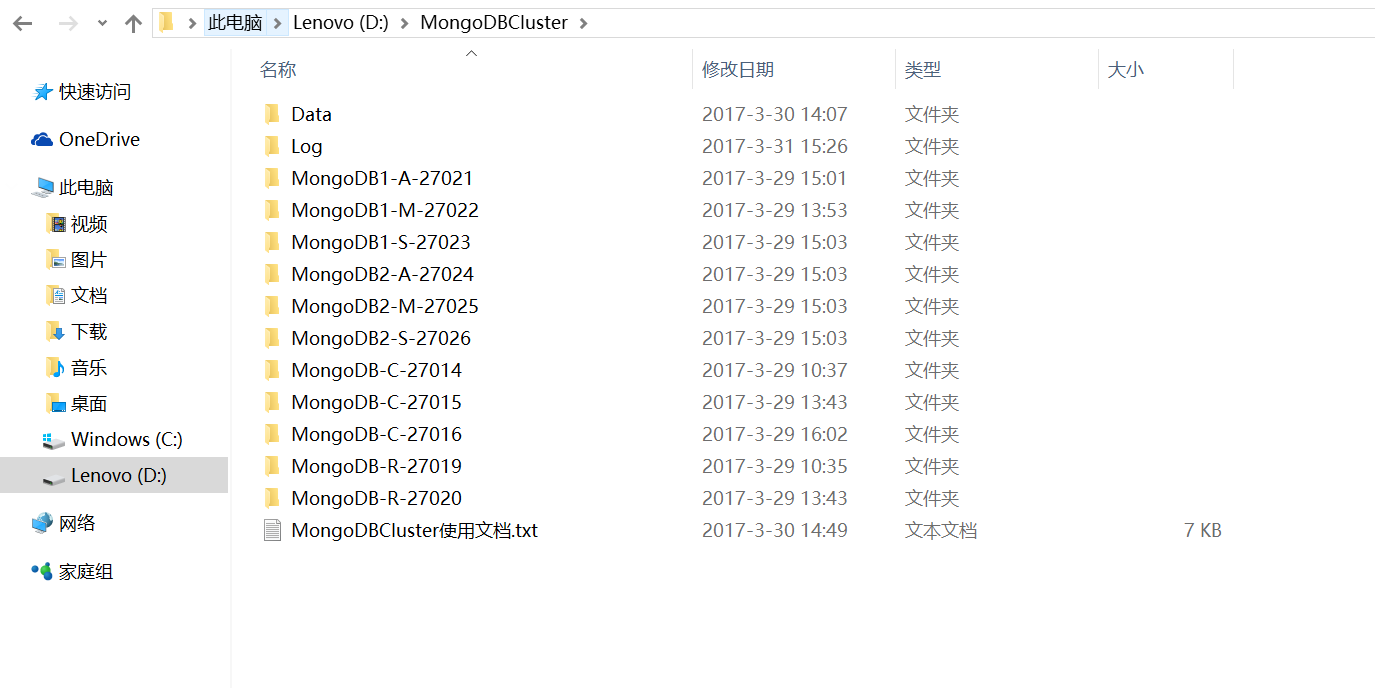 此电脑 Lenovo (D:) MongoDBCluster
快速访问
OneDrive
此电脑
视频
图片
文档
下载
音乐
桌面
Windows (C:)
Lenovo (D:)
网络
家庭组
名称 修改日期 类型 大小
Data 2017-3-30 14:07 文件夹
Log 2017-3-31 15:26 文件夹
MongoDB1-A-27021 2017-3-29 15:01 文件夹
MongoDB1-M-27022 2017-3-29 13:53 文件夹
MongoDB1-S-27023 2017-3-29 15:03 文件夹
MongoDB2-A-27024 2017-3-29 15:03 文件夹
MongoDB2-M-27025 2017-3-29 15:03 文件夹
MongoDB2-S-27026 2017-3-29 15:03 文件夹
MongoDB-C-27014 2017-3-29 10:37 文件夹
MongoDB-C-27015 2017-3-29 13:43 文件夹
MongoDB-C-27016 2017-3-29 16:02 文件夹
MongoDB-R-27019 2017-3-29 10:35 文件夹
MongoDB-R-27020 2017-3-29 13:43 文件夹
MongoDBCluster使用文档.txt 2017-3-30 14:49 文本文档 7 KB